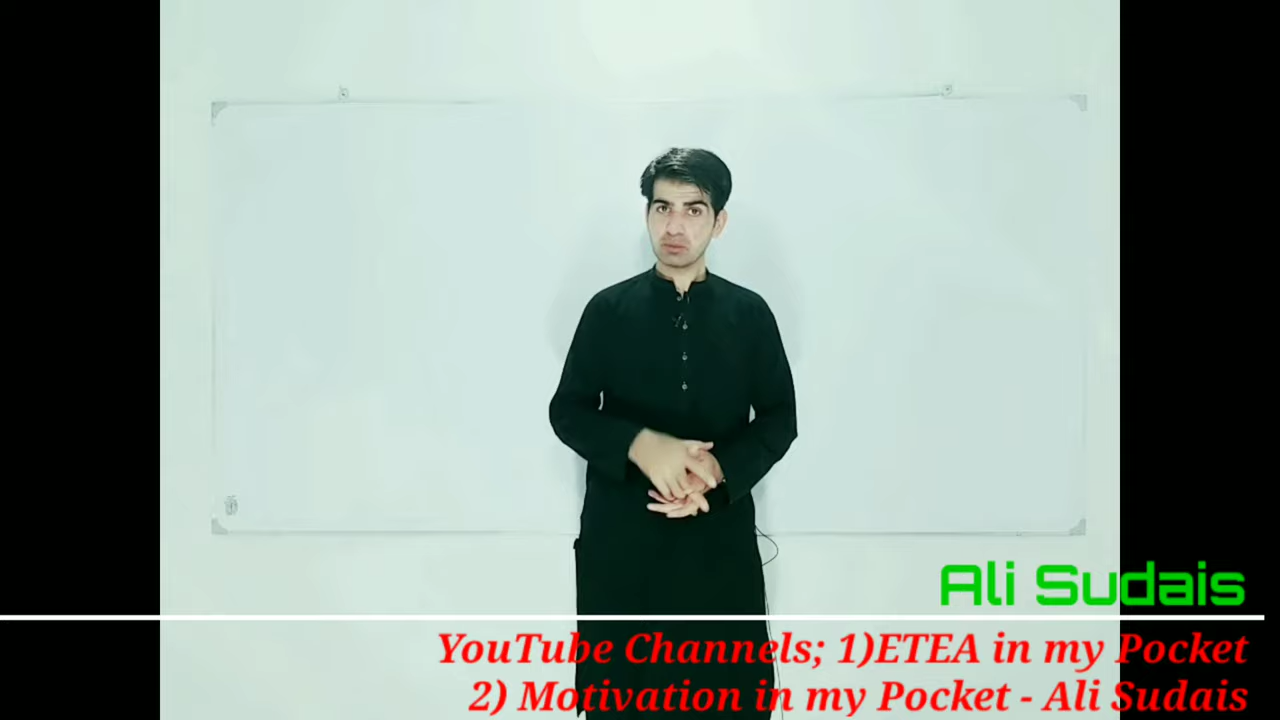 Ali Sudais
YouTube Channels; 1)ETEA in my Pocket
2) Motivation in my Pocket - Ali Sudais